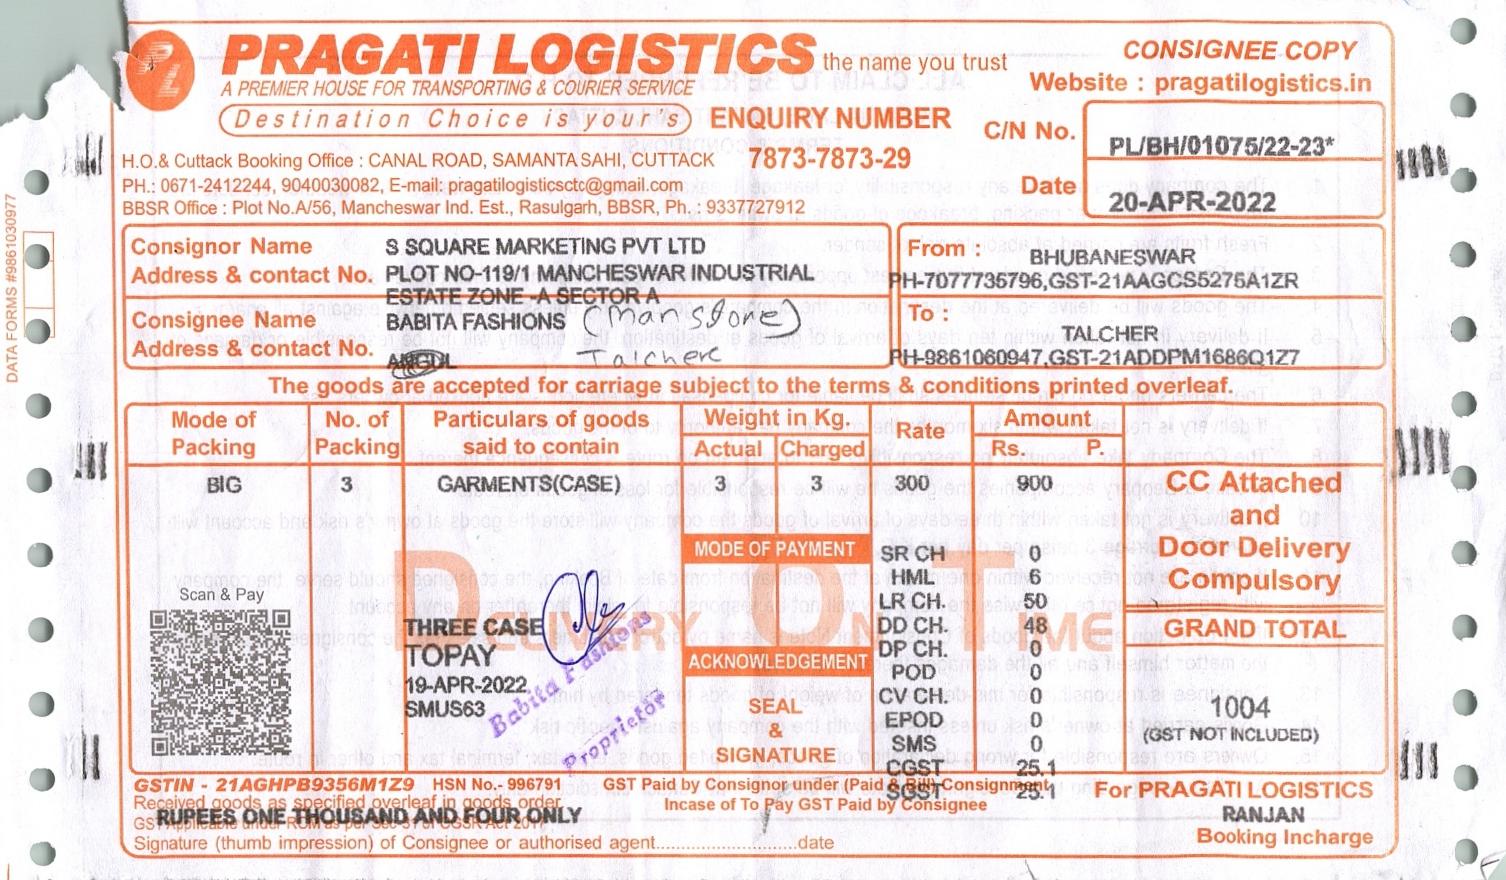 PRAGATI LOGISTICS the name you trust
A PREMIER HOUSE FOR TRANSPORTING & COURIER SERVICE
Destination Choice is yours
CONSIGNEE COPY
Website : pragatilogistics.in
ENQUIRY NUMBER
7873-7873-29
C/N No. PL/BH/01075/22-23*
Date 20-APR-2022
H.O.& Cuttack Booking Office : CANAL ROAD, SAMANTA SAHI, CUTTACK
PH.: 0671-2412244, 9040030082, E-mail: pragatilogisticsctc@gmail.com
BBSR Office : Plot No.A/56, Mancheswar Ind. Est., Rasulgarh, BBSR, Ph. : 9337727912
DATA FORMS #9861030977
Consignor Name S SQUARE MARKETING PVT LTD
Address & contact No. PLOT NO-119/1 MANCHESWAR INDUSTRIAL
ESTATE ZONE -A SECTOR A
From : BHUBANESWAR
PH-7077735796,GST-21AAGCS5275A1ZR
Consignee Name BABITA FASHIONS
Address & contact No. Talchere
To : TALCHER
PH-9861060947,GST-21ADDPM1686Q1Z7
The goods are accepted for carriage subject to the terms & conditions printed overleaf.
Mode of Packing No. of Packing Particulars of goods said to contain Weight in Kg. Actual Charged Rate Amount Rs. P.
BIG 3 GARMENTS(CASE) 3 3 300 900
CC Attached
and
Door Delivery
Compulsory
DELIVERY ON TIME
MODE OF PAYMENT
SR CH 0
HML 6
LR CH. 50
DD CH. 48
DP CH. 0
POD 0
CV CH. 0
EPOD 0
SMS
CGST 25.1
SGST 25.1
Scan & Pay
THREE CASE
TOPAY
19-APR-2022
SMUS63
Babita Fashions
Proprietor
ACKNOWLEDGEMENT
SEAL
&
SIGNATURE
GRAND TOTAL
1004
(GST NOT INCLUDED)
GSTIN - 21AGHPB9356M1Z9 HSN No.- 996791 GST Paid by Consignor under (Paid & Bill) Consignment
Incase of To Pay GST Paid by Consignee
Received goods as specified overleaf in goods order
RUPEES ONE THOUSAND AND FOUR ONLY
Signature (thumb impression) of Consignee or authorised agent............................date
For PRAGATI LOGISTICS
RANJAN
Booking Incharge